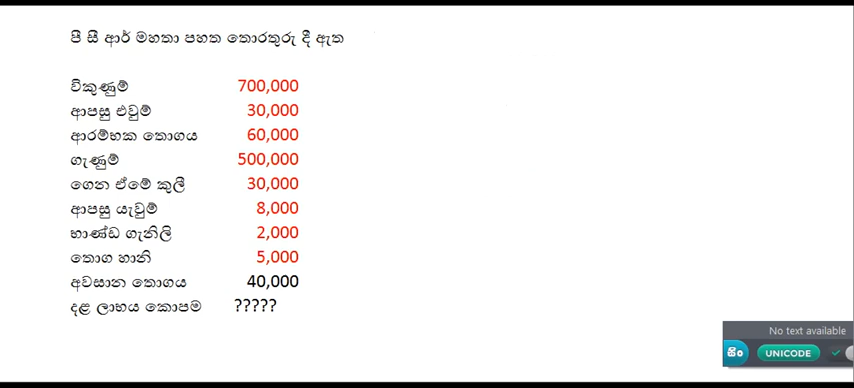 පී සී ආර් මහතා පහත තොරතුරු දී ඇත
විකුණුම් 700,000
ආපසු එවුම් 30,000
ආරම්භක තොගය 60,000
ගැණුම් 500,000
ගෙන ඒමේ කුලී 30,000
ආපසු යැවුම් 8,000
භාණ්ඩ ගැනිලි 2,000
තොග හානි 5,000
අවසාන තොගය 40,000
දළ ලාභය කොපම ?????
No text available
සිං UNICODE